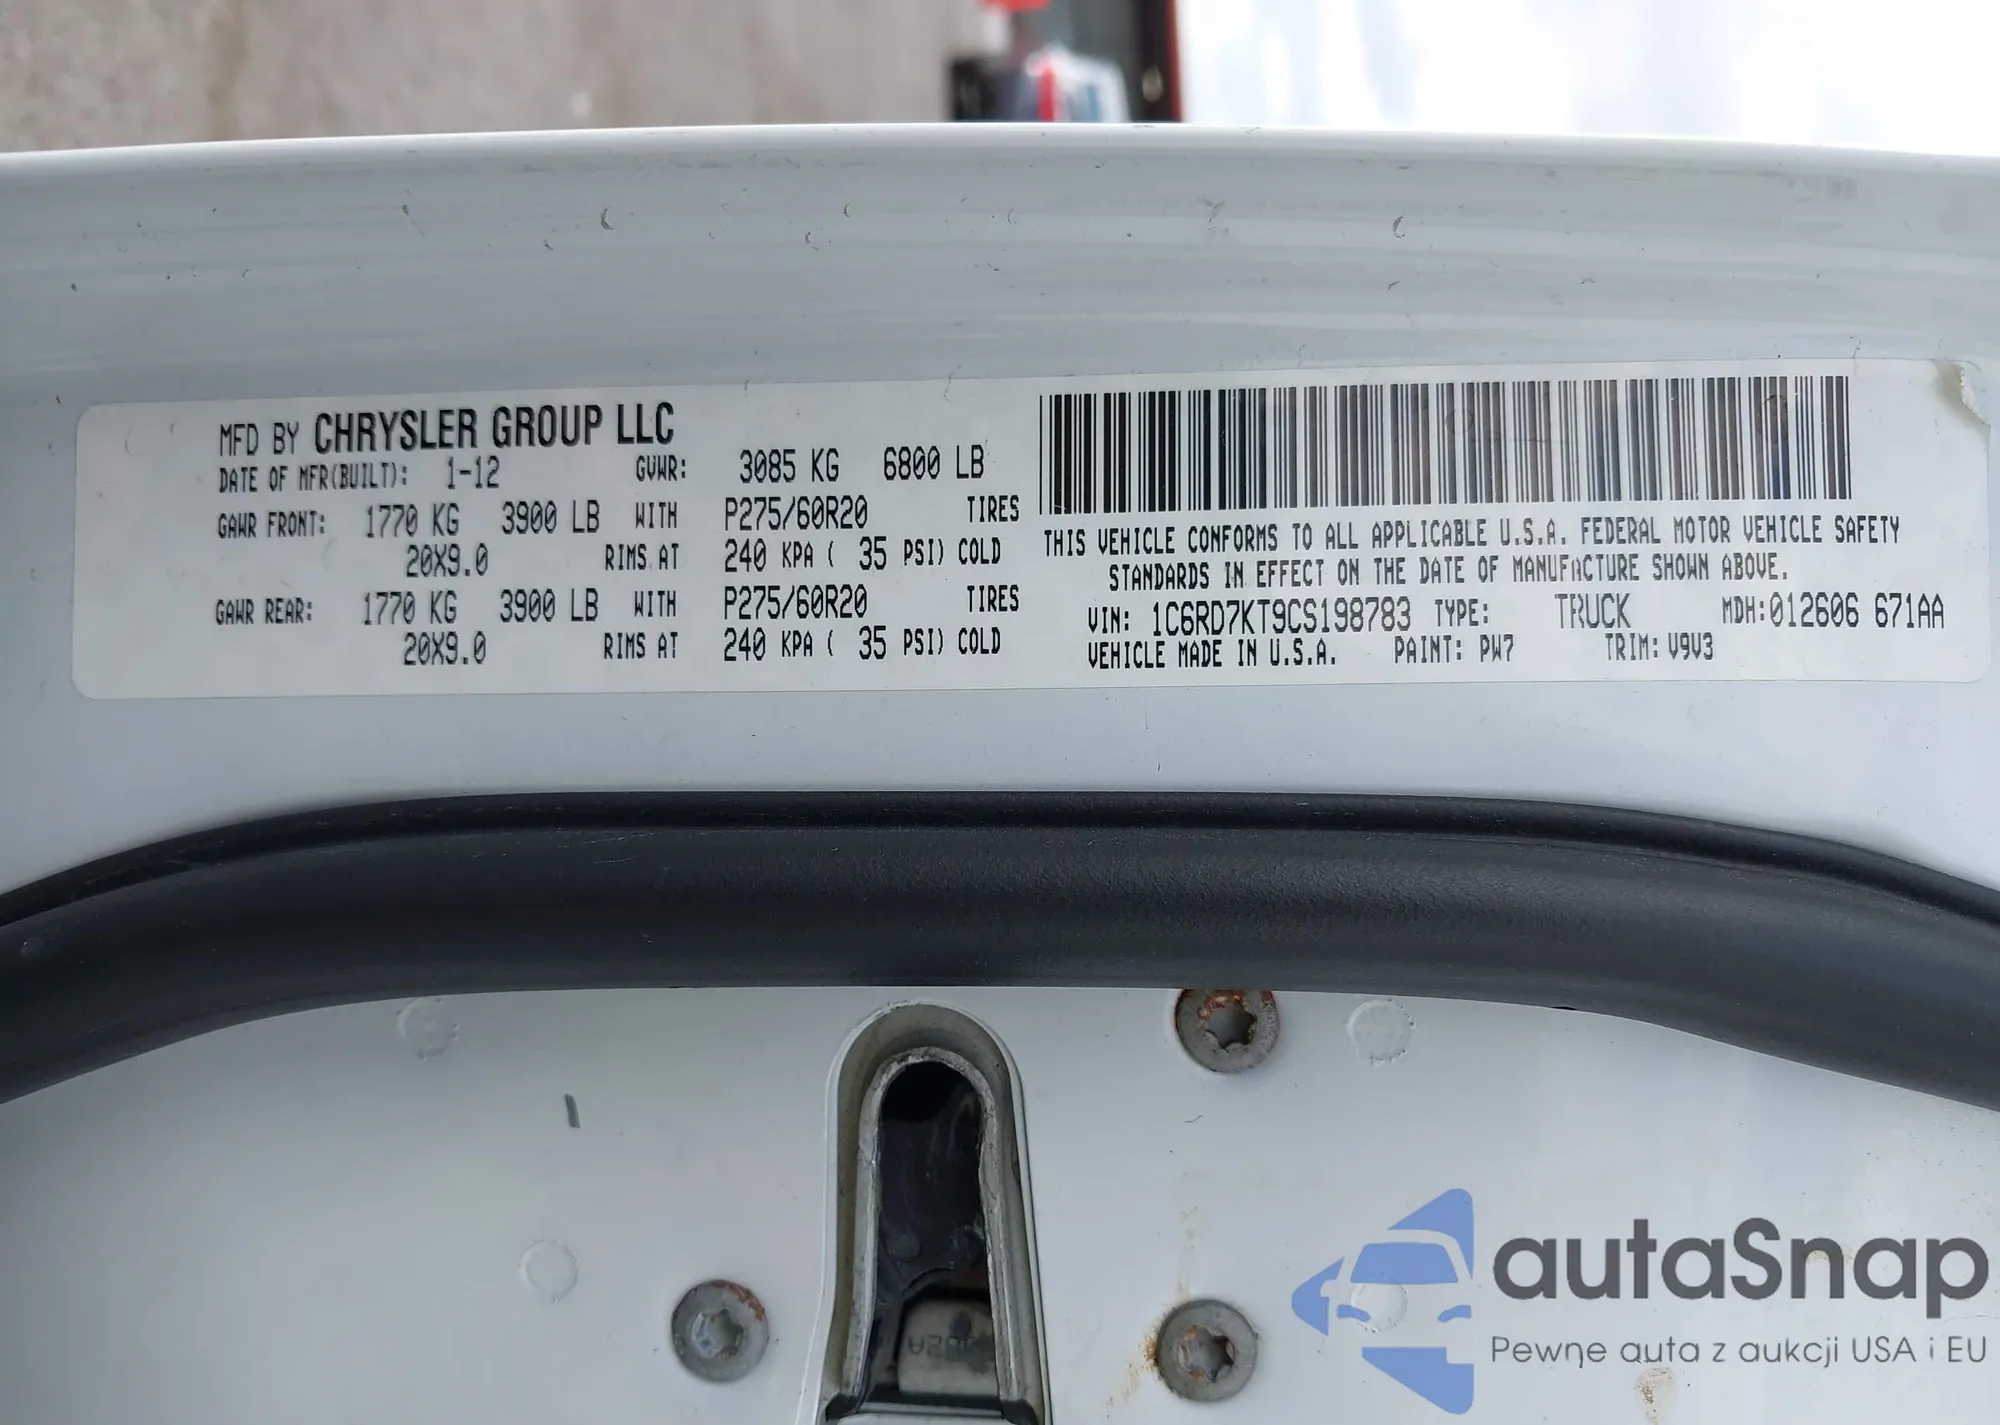 MFD BY CHRYSLER GROUP LLC
DATE OF MFR(BUILT): 1-12 GVWR: 3085 KG 6800 LB
GAWR FRONT: 1770 KG 3900 LB WITH P275/60R20 TIRES
20X9.0 RIMS AT 240 KPA ( 35 PSI) COLD
GAWR REAR: 1770 KG 3900 LB WITH P275/60R20 TIRES
20X9.0 RIMS AT 240 KPA ( 35 PSI) COLD
THIS VEHICLE CONFORMS TO ALL APPLICABLE U.S.A. FEDERAL MOTOR VEHICLE SAFETY
STANDARDS IN EFFECT ON THE DATE OF MANUFACTURE SHOWN ABOVE.
VIN: 1C6RD7KT9CS198783 TYPE: TRUCK MDH:012606 671AA
VEHICLE MADE IN U.S.A. PAINT: PW7 TRIM: V9V3
autaSnap
Pewne auta z aukcji USA i EU